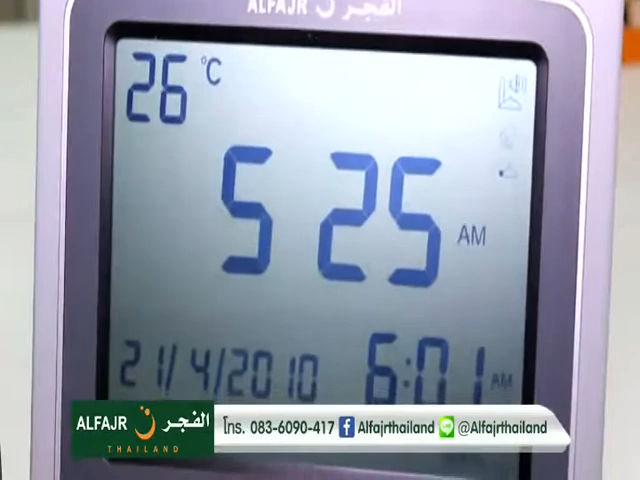 ALFAJR الفجر
26 °C
5 25 AM
21/ 4/2010 6:01 AM
ALFAJR الفجر
THAILAND
โทร. 083-6090-417 Alfajrthailand @Alfajrthailand